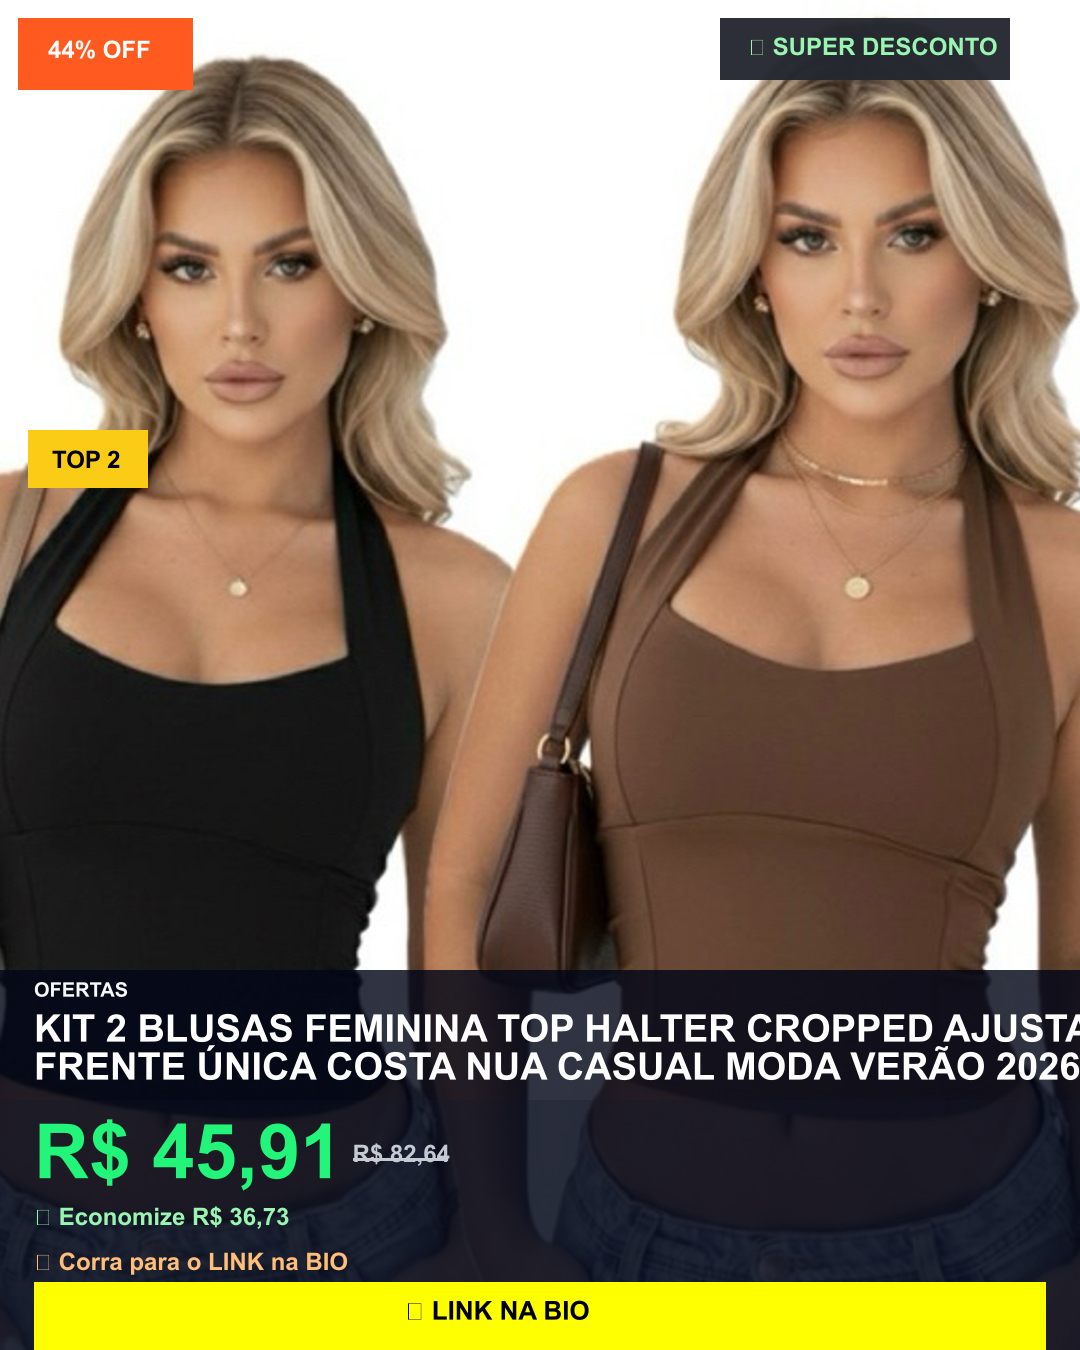 44% OFF
SUPER DESCONTO
TOP 2
OFERTAS
KIT 2 BLUSAS FEMININA TOP HALTER CROPPED AJUSTA
FRENTE ÚNICA COSTA NUA CASUAL MODA VERÃO 2026
R$ 45,91 R$ 82,64
Economize R$ 36,73
Corra para o LINK na BIO
LINK NA BIO